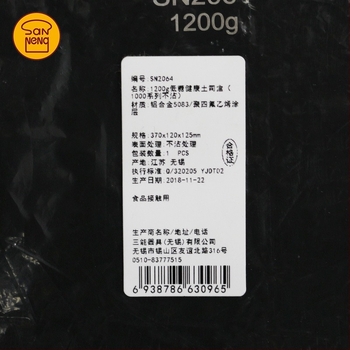 SAN
NENG
SN2064
1200g
编号: SN2064
名称: 1200g低糖健康土司盒(
1000系列不沾)
材质: 铝合金5083/聚四氟乙烯涂
层
规格: 370x120x125mm
表面处理: 不沾处理
包装数量: 1 PCS
产地: 江苏 无锡
执行标准: Q/320205 YJDT02
生产日期: 2018-11-22
合格证
食品接触用
生产商名称/地址/电话
三能器具(无锡)有限公司
无锡市锡山区友谊北路316号
0510-83777515
6 938786 630965